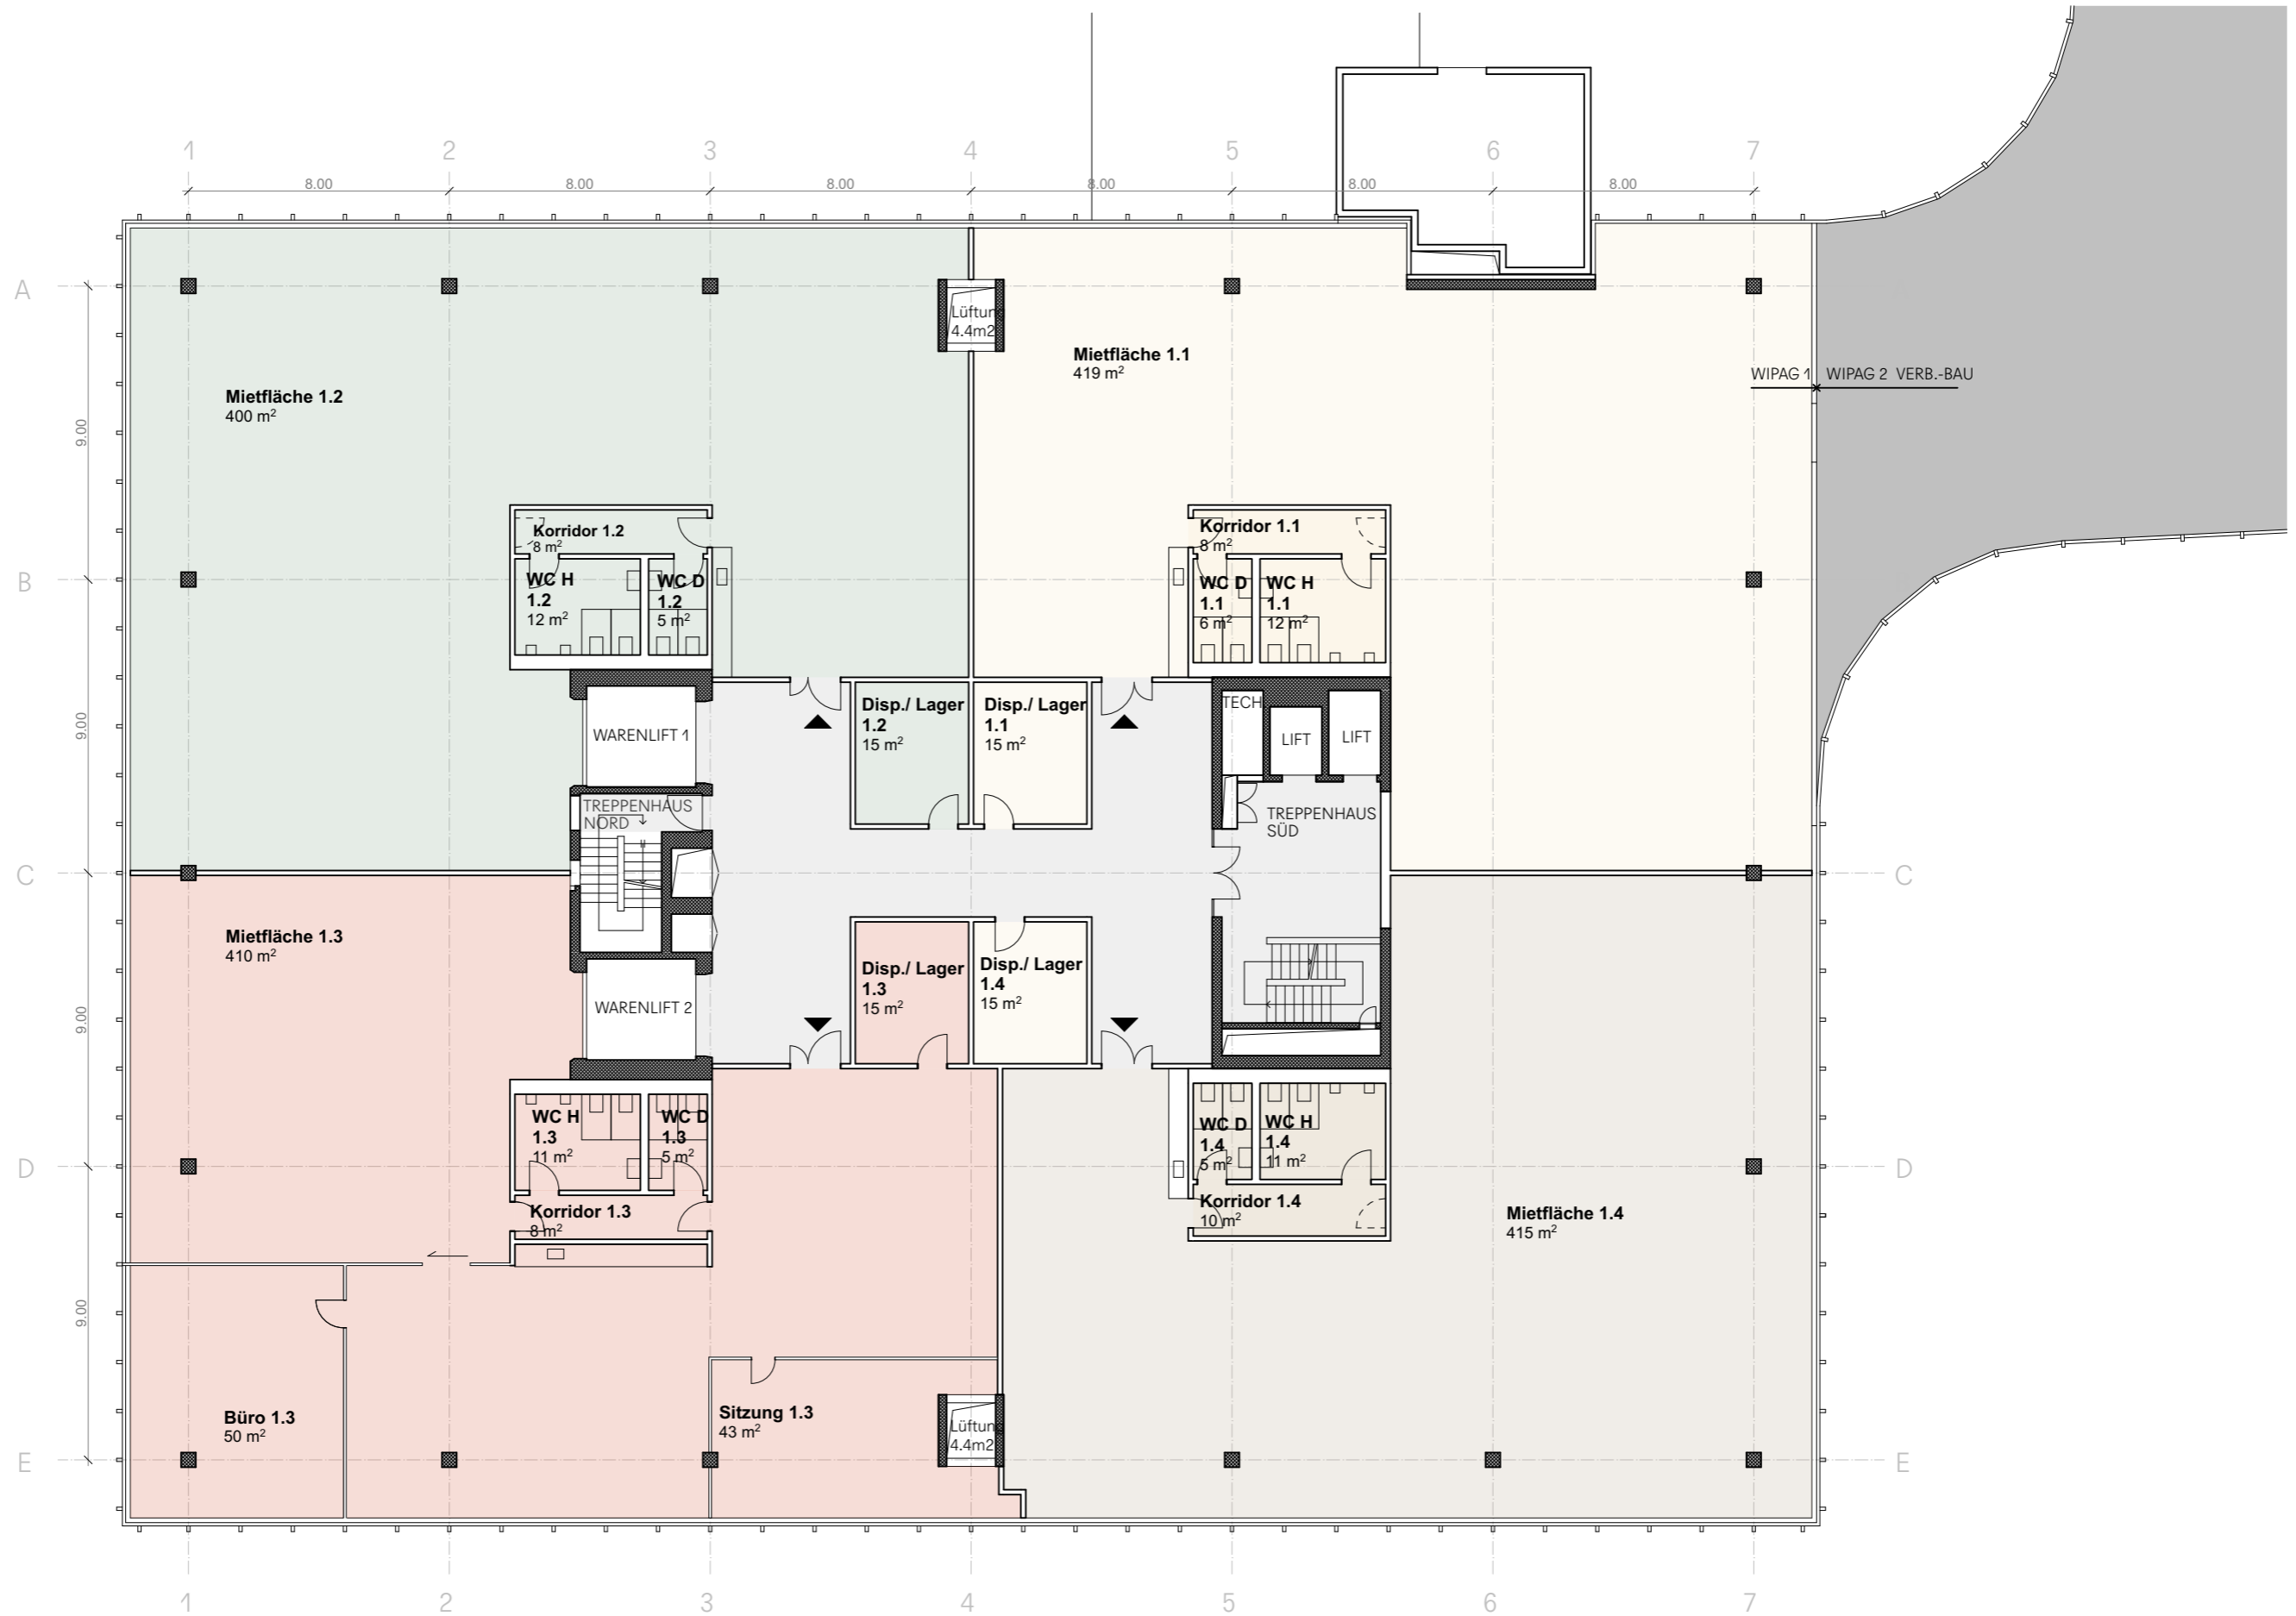 1 2 3 4 5 6 7
8.00 8.00 8.00 8.00 8.00 8.00
A
Lüftung
4.4m2
Mietfläche 1.1
419 m²
WIPAG 1 WIPAG 2 VERB.-BAU
Mietfläche 1.2
400 m²
9.00
Korridor 1.2
8 m²
Korridor 1.1
8 m²
B
WC H
1.2
12 m²
WC D
1.2
5 m²
WC D
1.1
6 m²
WC H
1.1
12 m²
9.00
WARENLIFT 1
Disp./ Lager
1.2
15 m²
Disp./ Lager
1.1
15 m²
TECH
LIFT
LIFT
TREPPENHAUS
NORD
TREPPENHAUS
SÜD
C
C
Mietfläche 1.3
410 m²
9.00
WARENLIFT 2
Disp./ Lager
1.3
15 m²
Disp./ Lager
1.4
15 m²
WC H
1.3
11 m²
WC D
1.3
5 m²
WC D
1.4
5 m²
WC H
1.4
11 m²
D
D
Korridor 1.3
8 m²
Korridor 1.4
10 m²
Mietfläche 1.4
415 m²
9.00
Büro 1.3
50 m²
Sitzung 1.3
43 m²
Lüftung
4.4m2
E
E
1 2 3 4 5 6 7